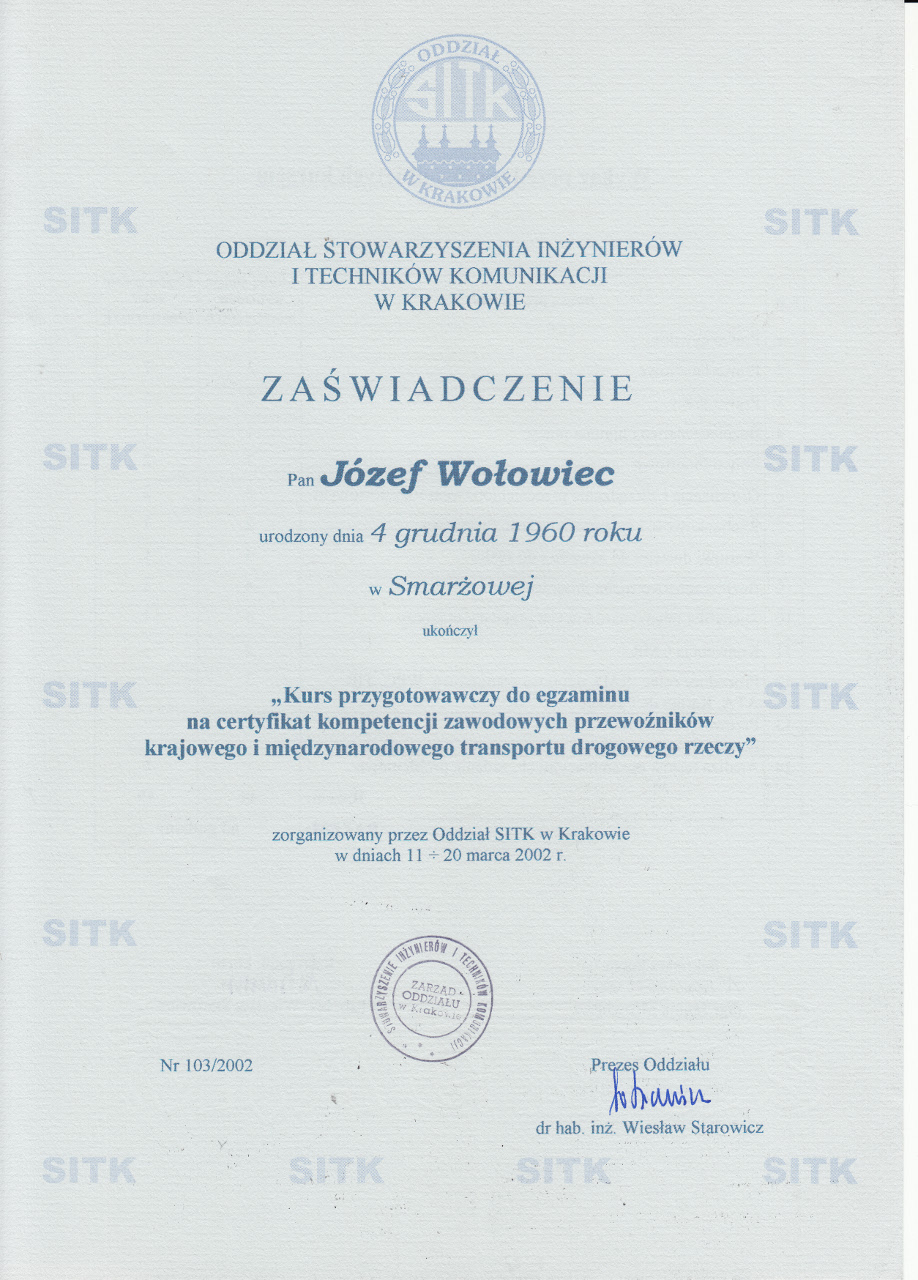 ODDZIAŁ
SITK
W KRAKOWIE
SITK SITK
ODDZIAŁ STOWARZYSZENIA INŻYNIERÓW
I TECHNIKÓW KOMUNIKACJI
W KRAKOWIE
ZAŚWIADCZENIE
SITK SITK
Pan Józef Wołowiec
urodzony dnia 4 grudnia 1960 roku
w Smarżowej
ukończył
SITK SITK
„Kurs przygotowawczy do egzaminu
na certyfikat kompetencji zawodowych przewoźników
krajowego i międzynarodowego transportu drogowego rzeczy”
zorganizowany przez Oddział SITK w Krakowie
w dniach 11 ÷ 20 marca 2002 r.
SITK SITK
STOWARZYSZENIE INŻYNIERÓW I TECHNIKÓW KOMUNIKACJI
ZARZĄD
ODDZIAŁU
w Krakowie
Nr 103/2002
Prezes Oddziału
dr hab. inż. Wiesław Starowicz
SITK SITK SITK SITK